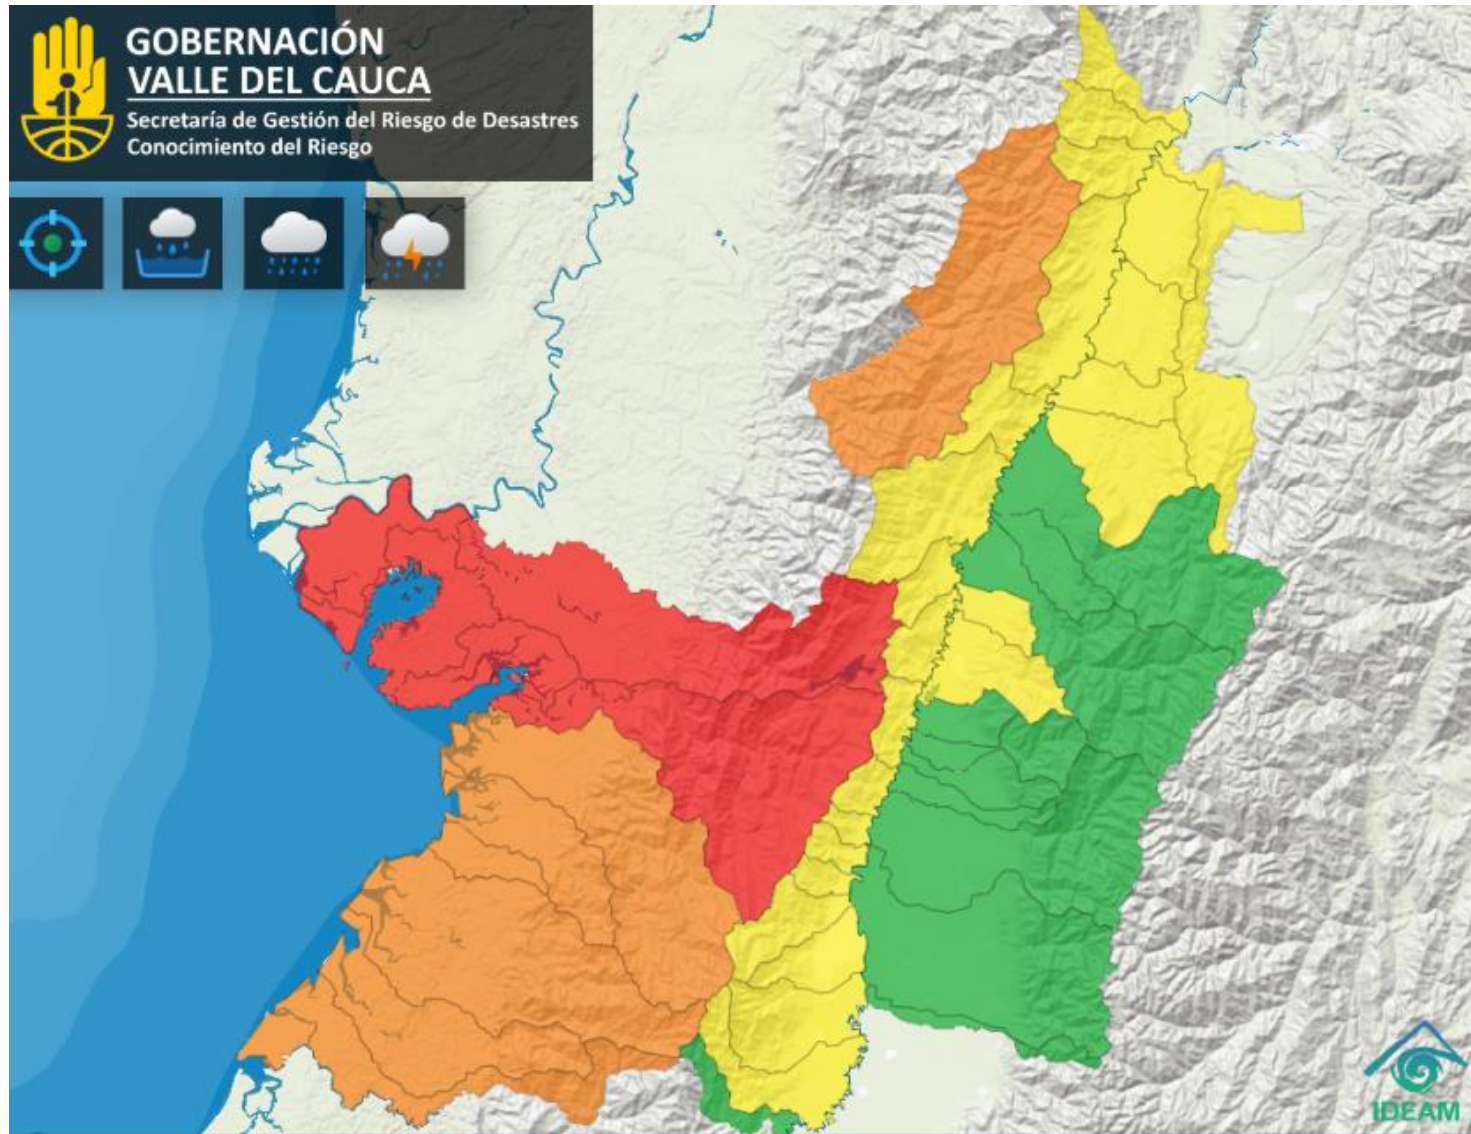 GOBERNACIÓN
VALLE DEL CAUCA
Secretaría de Gestión del Riesgo de Desastres
Conocimiento del Riesgo
IDEAM